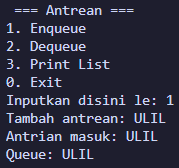 === Antrean ===
1. Enqueue
2. Dequeue
3. Print List
0. Exit
Inputkan disini le: 1
Tambah antrean: ULIL
Antrian masuk: ULIL
Queue: ULIL